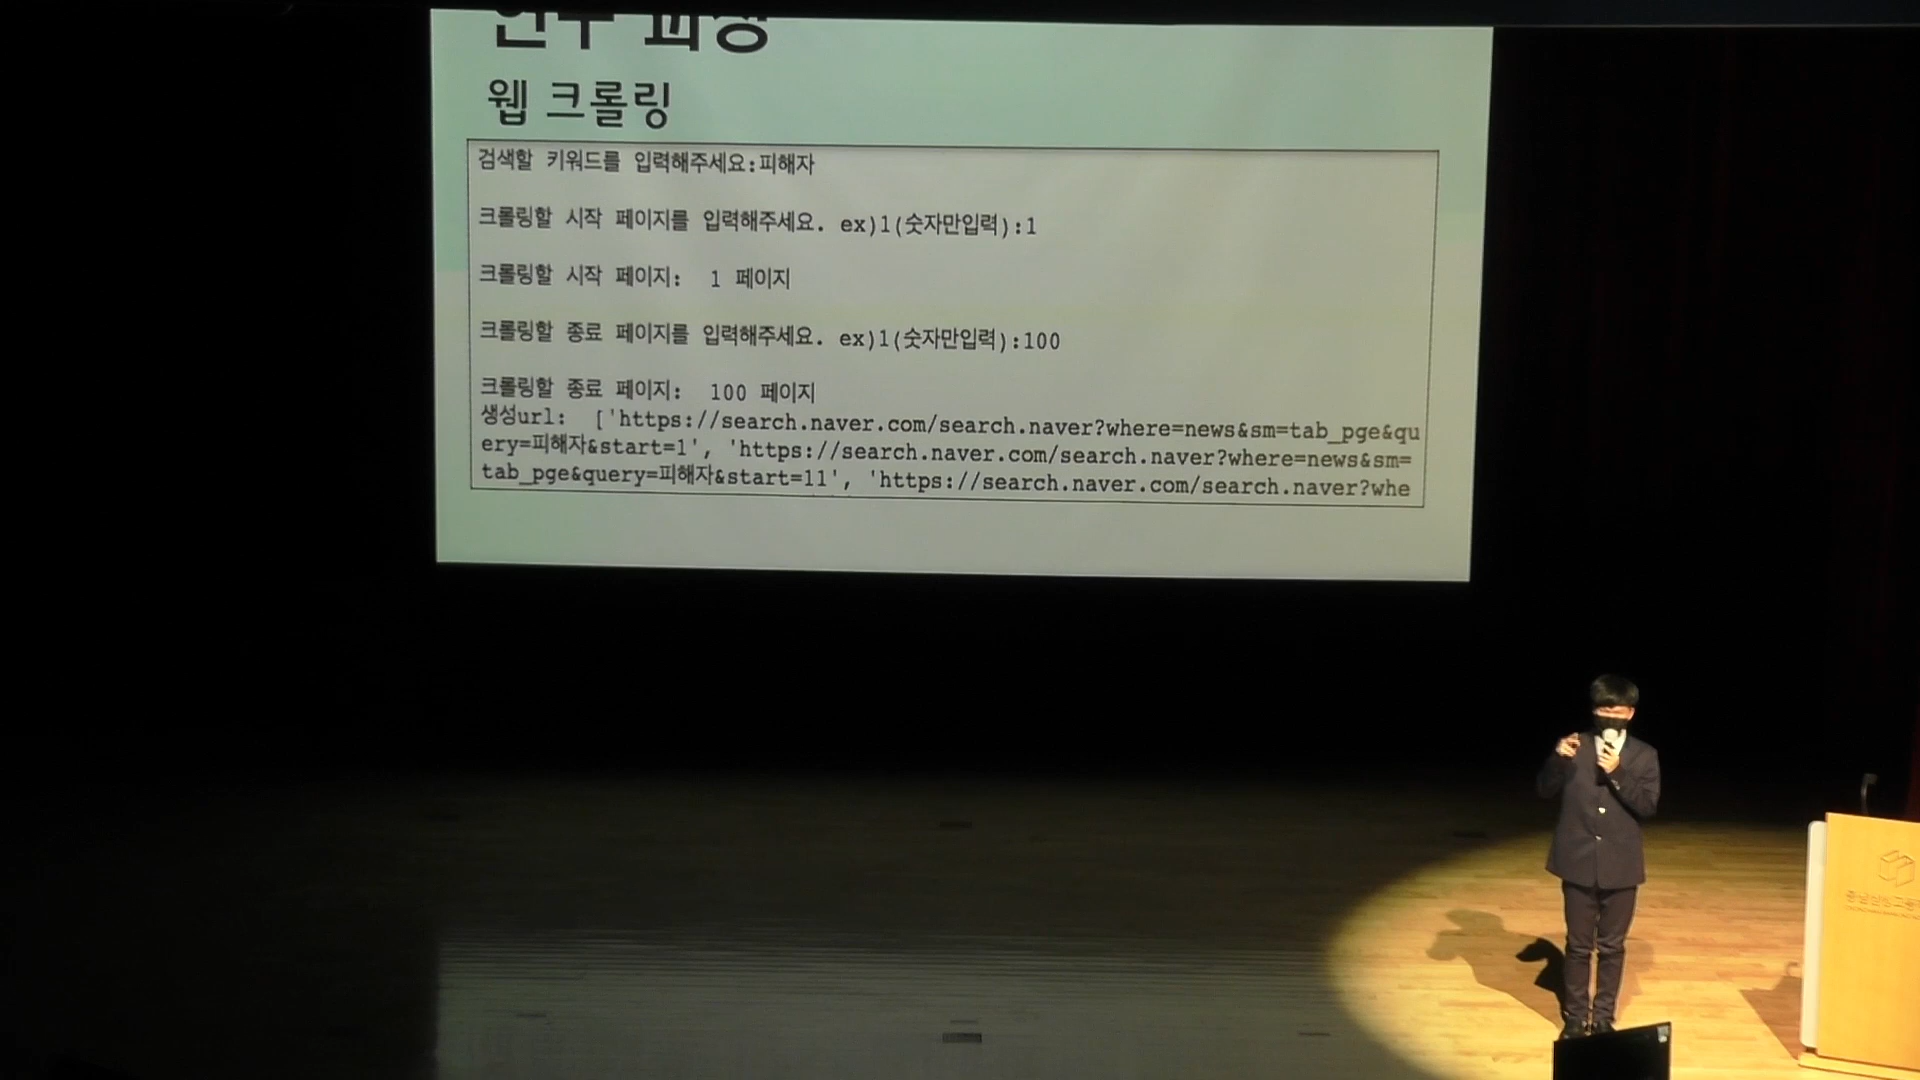 연구 과정
웹 크롤링
검색할 키워드를 입력해주세요:피해자
크롤링할 시작 페이지를 입력해주세요. ex)1(숫자만입력):1
크롤링할 시작 페이지: 1 페이지
크롤링할 종료 페이지를 입력해주세요. ex)1(숫자만입력):100
크롤링할 종료 페이지: 100 페이지
생성url: ['https://search.naver.com/search.naver?where=news&sm=tab_pge&qu
ery=피해자&start=1', 'https://search.naver.com/search.naver?where=news&sm=
tab_pge&query=피해자&start=11', 'https://search.naver.com/search.naver?whe